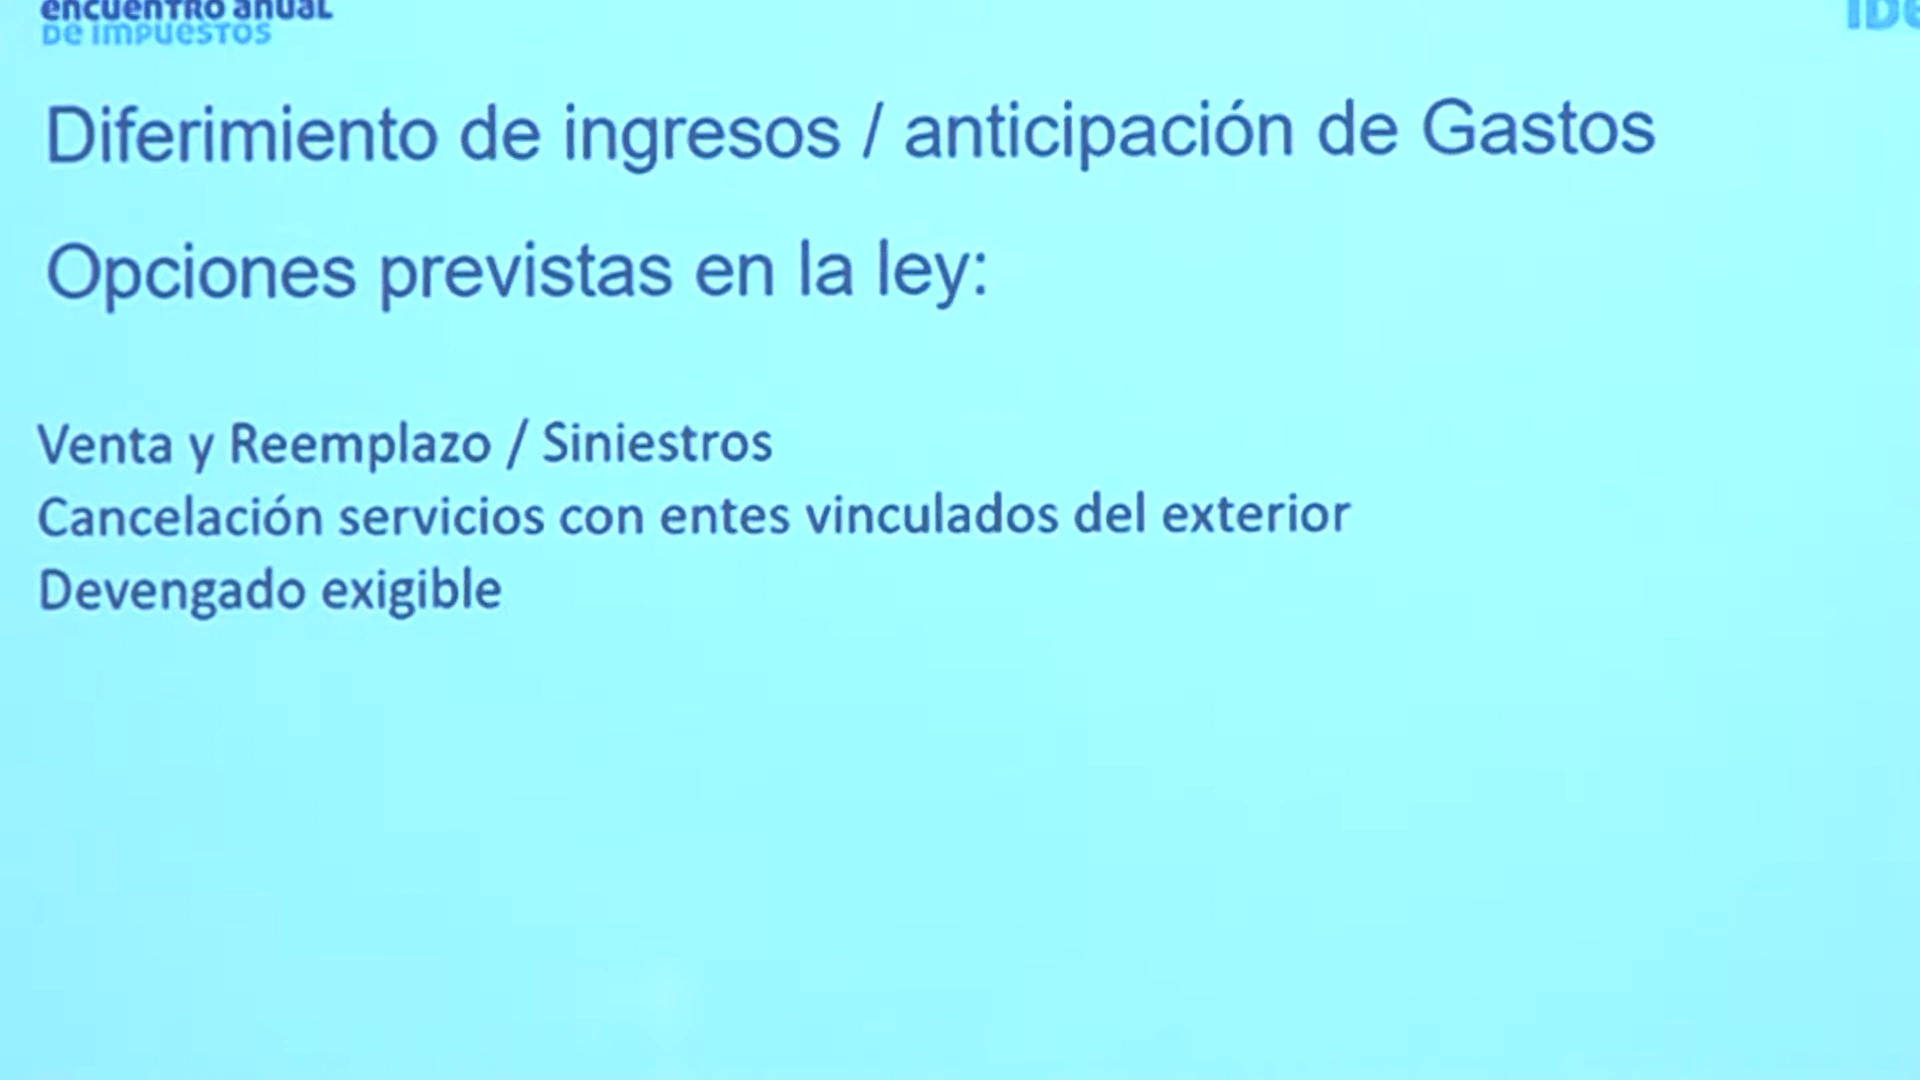 encuentro anual
de impuestos
Diferimiento de ingresos / anticipación de Gastos
Opciones previstas en la ley:
Venta y Reemplazo / Siniestros
Cancelación servicios con entes vinculados del exterior
Devengado exigible